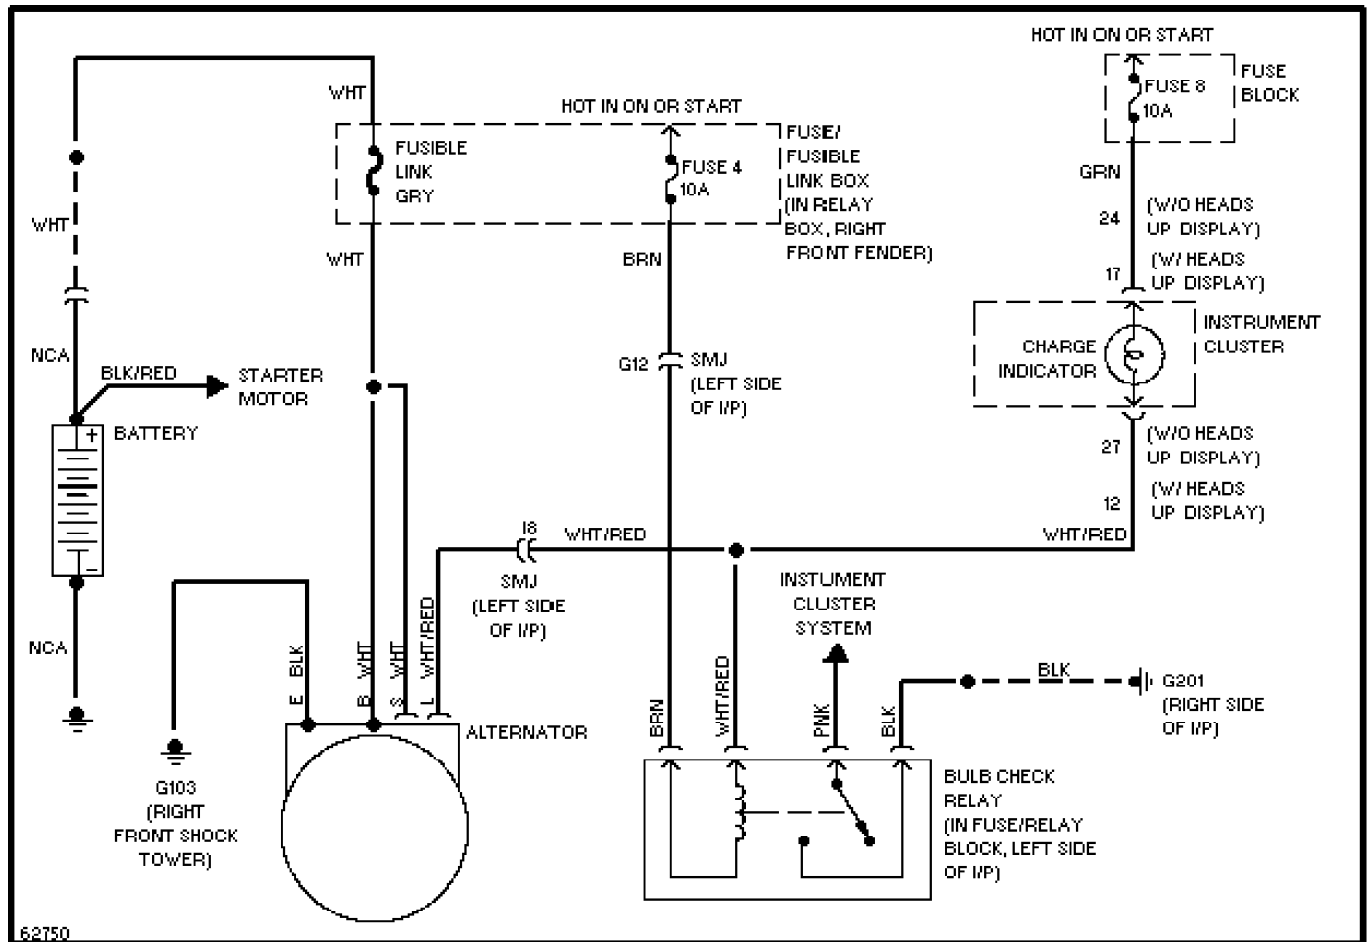 HOT IN ON OR START
FUSE 8
10A
FUSE
BLOCK
WHT
HOT IN ON OR START
FUSIBLE
LINK
GRY
FUSE 4
10A
FUSE/
FUSIBLE
LINK BOX
(IN RELAY
BOX, RIGHT
FRONT FENDER)
GRN
24
(W/O HEADS
UP DISPLAY)
17
(W/ HEADS
UP DISPLAY)
WHT
WHT
BRN
NCA
BLK/RED
STARTER
MOTOR
G12
SMJ
(LEFT SIDE
OF I/P)
CHARGE
INDICATOR
INSTRUMENT
CLUSTER
+
BATTERY
-
27
(W/O HEADS
UP DISPLAY)
12
(W/ HEADS
UP DISPLAY)
WHT/RED
I8
WHT/RED
SMJ
(LEFT SIDE
OF I/P)
INSTUMENT
CLUSTER
SYSTEM
NCA
E BLK
B WHT
S WHT
L WHT/RED
ALTERNATOR
BRN
WHT/RED
PNK
BLK
BLK
G201
(RIGHT SIDE
OF I/P)
G103
(RIGHT
FRONT SHOCK
TOWER)
BULB CHECK
RELAY
(IN FUSE/RELAY
BLOCK, LEFT SIDE
OF I/P)
62750